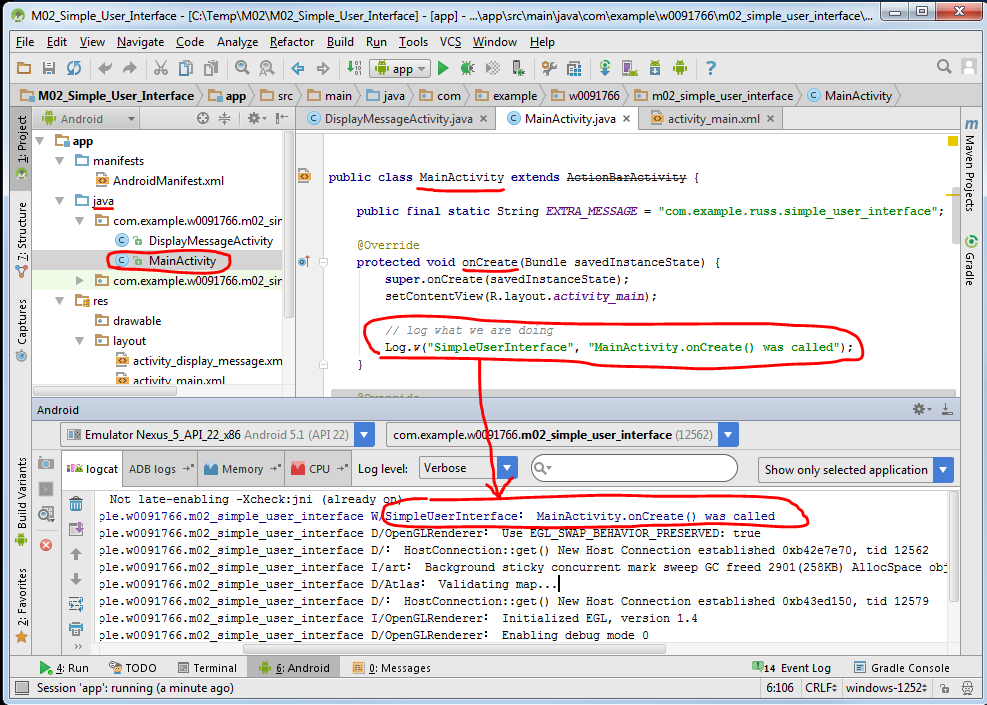 M02_Simple_User_Interface - [C:\Temp\M02\M02_Simple_User_Interface] - [app] - ...\app\src\main\java\com\example\w0091766\m02_simple_user_interface\...
File Edit View Navigate Code Analyze Refactor Build Run Tools VCS Window Help
app
M02_Simple_User_Interface app src main java com example w0091766 m02_simple_user_interface MainActivity
1: Project
Z: Structure
Captures
Build Variants
2: Favorites
Android
app
manifests
AndroidManifest.xml
java
com.example.w0091766.m02_sir
DisplayMessageActivity
MainActivity
com.example.w0091766.m02_sir
res
drawable
layout
activity_display_message.xm
activity_main.xml
DisplayMessageActivity.java MainActivity.java activity_main.xml
public class MainActivity extends ActionBarActivity {
public final static String EXTRA_MESSAGE = "com.example.russ.simple_user_interface";
@Override
protected void onCreate(Bundle savedInstanceState) {
super.onCreate(savedInstanceState);
setContentView(R.layout.activity_main);
// log what we are doing
Log.w("SimpleUserInterface", "MainActivity.onCreate() was called");
}
@Override
m Maven Projects
Gradle
Android
Emulator Nexus_5_API_22_x86 Android 5.1 (API 22) com.example.w0091766.m02_simple_user_interface (12562)
logcat ADB logs Memory CPU Log level: Verbose Show only selected application
Not late-enabling -Xcheck:jni (already on)
ple.w0091766.m02_simple_user_interface W/SimpleUserInterface: MainActivity.onCreate() was called
ple.w0091766.m02_simple_user_interface D/OpenGLRenderer: Use EGL_SWAP_BEHAVIOR_PRESERVED: true
ple.w0091766.m02_simple_user_interface D/: HostConnection::get() New Host Connection established 0xb42e7e70, tid 12562
ple.w0091766.m02_simple_user_interface I/art: Background sticky concurrent mark sweep GC freed 2901(258KB) AllocSpace obj
ple.w0091766.m02_simple_user_interface D/Atlas: Validating map...
ple.w0091766.m02_simple_user_interface D/: HostConnection::get() New Host Connection established 0xb43ed150, tid 12579
ple.w0091766.m02_simple_user_interface I/OpenGLRenderer: Initialized EGL, version 1.4
ple.w0091766.m02_simple_user_interface D/OpenGLRenderer: Enabling debug mode 0
4: Run TODO Terminal 6: Android 0: Messages 14 Event Log Gradle Console
Session 'app': running (a minute ago) 6:106 CRLF windows-1252